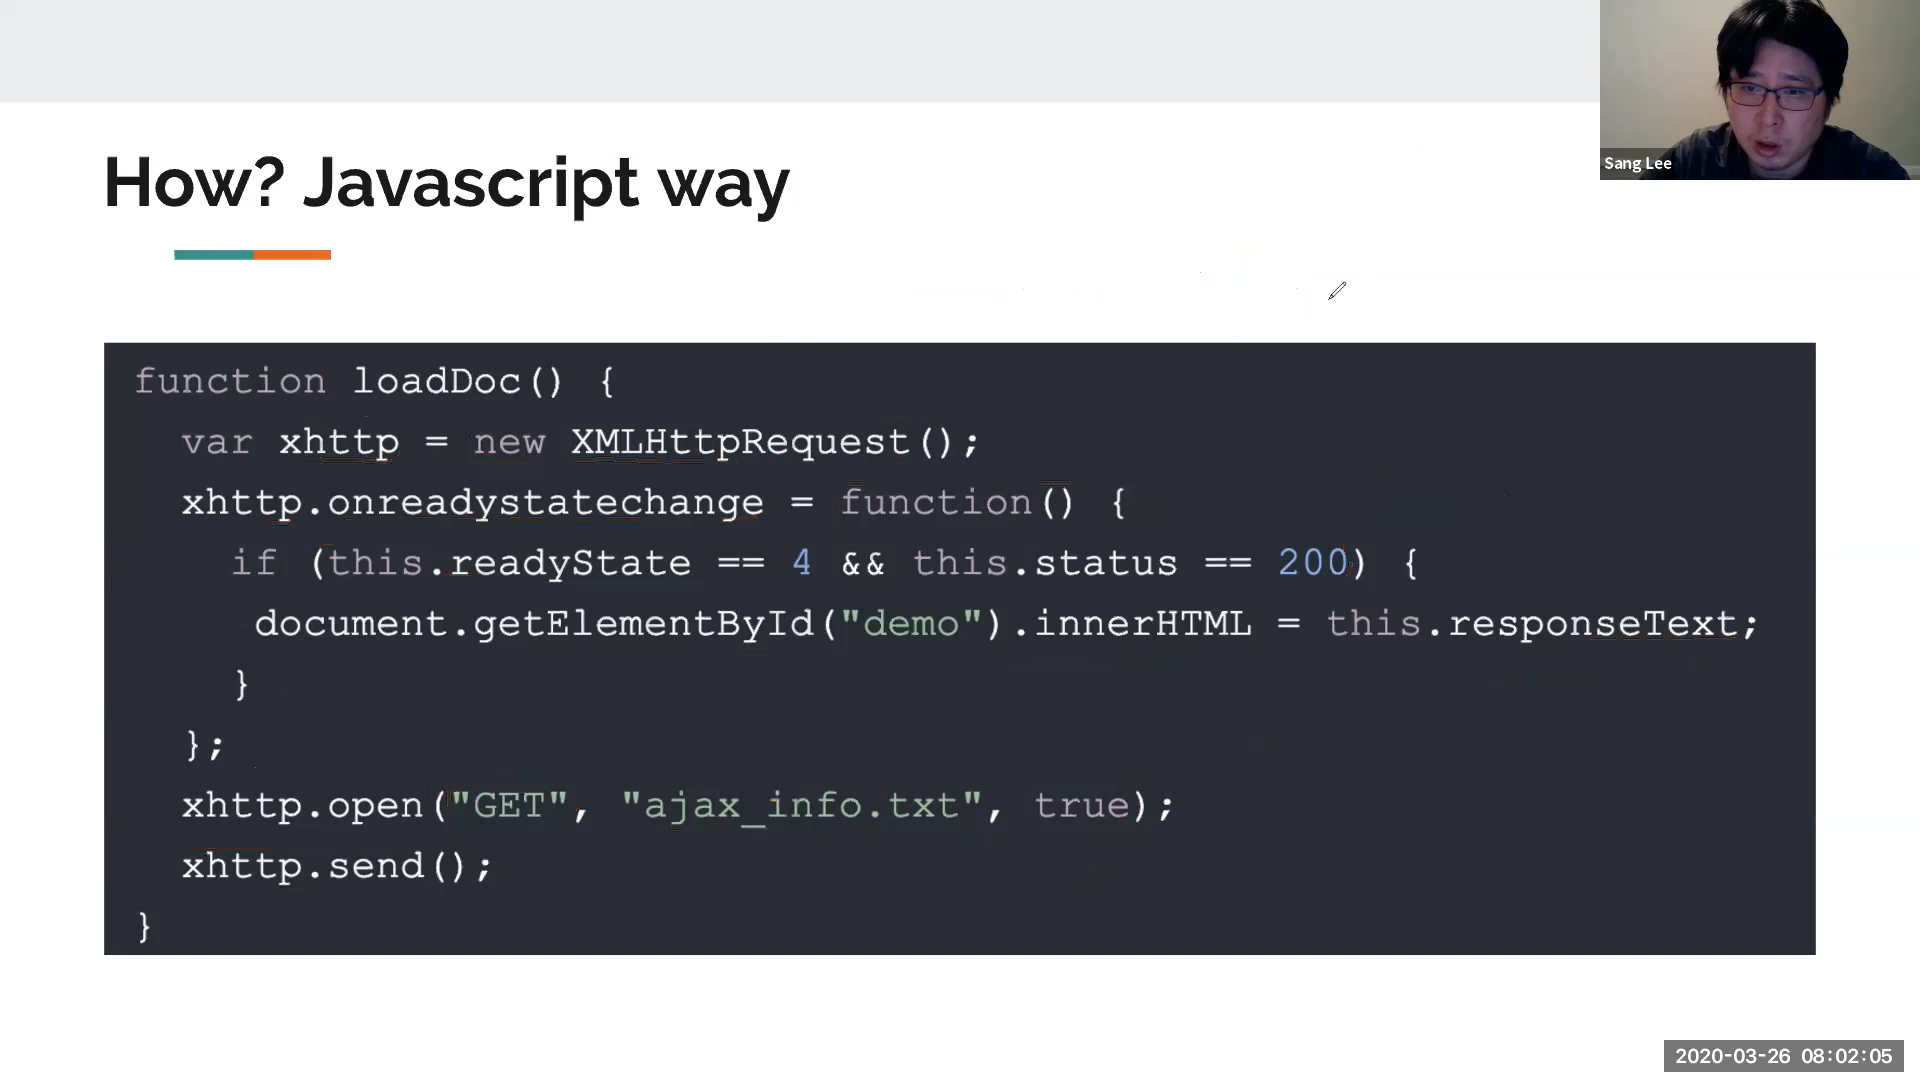 Sang Lee
How? Javascript way
function loadDoc() {
var xhttp = new XMLHttpRequest();
xhttp.onreadystatechange = function() {
if (this.readyState == 4 && this.status == 200) {
document.getElementById("demo").innerHTML = this.responseText;
}
};
xhttp.open("GET", "ajax_info.txt", true);
xhttp.send();
}
2020-03-26 08:02:05